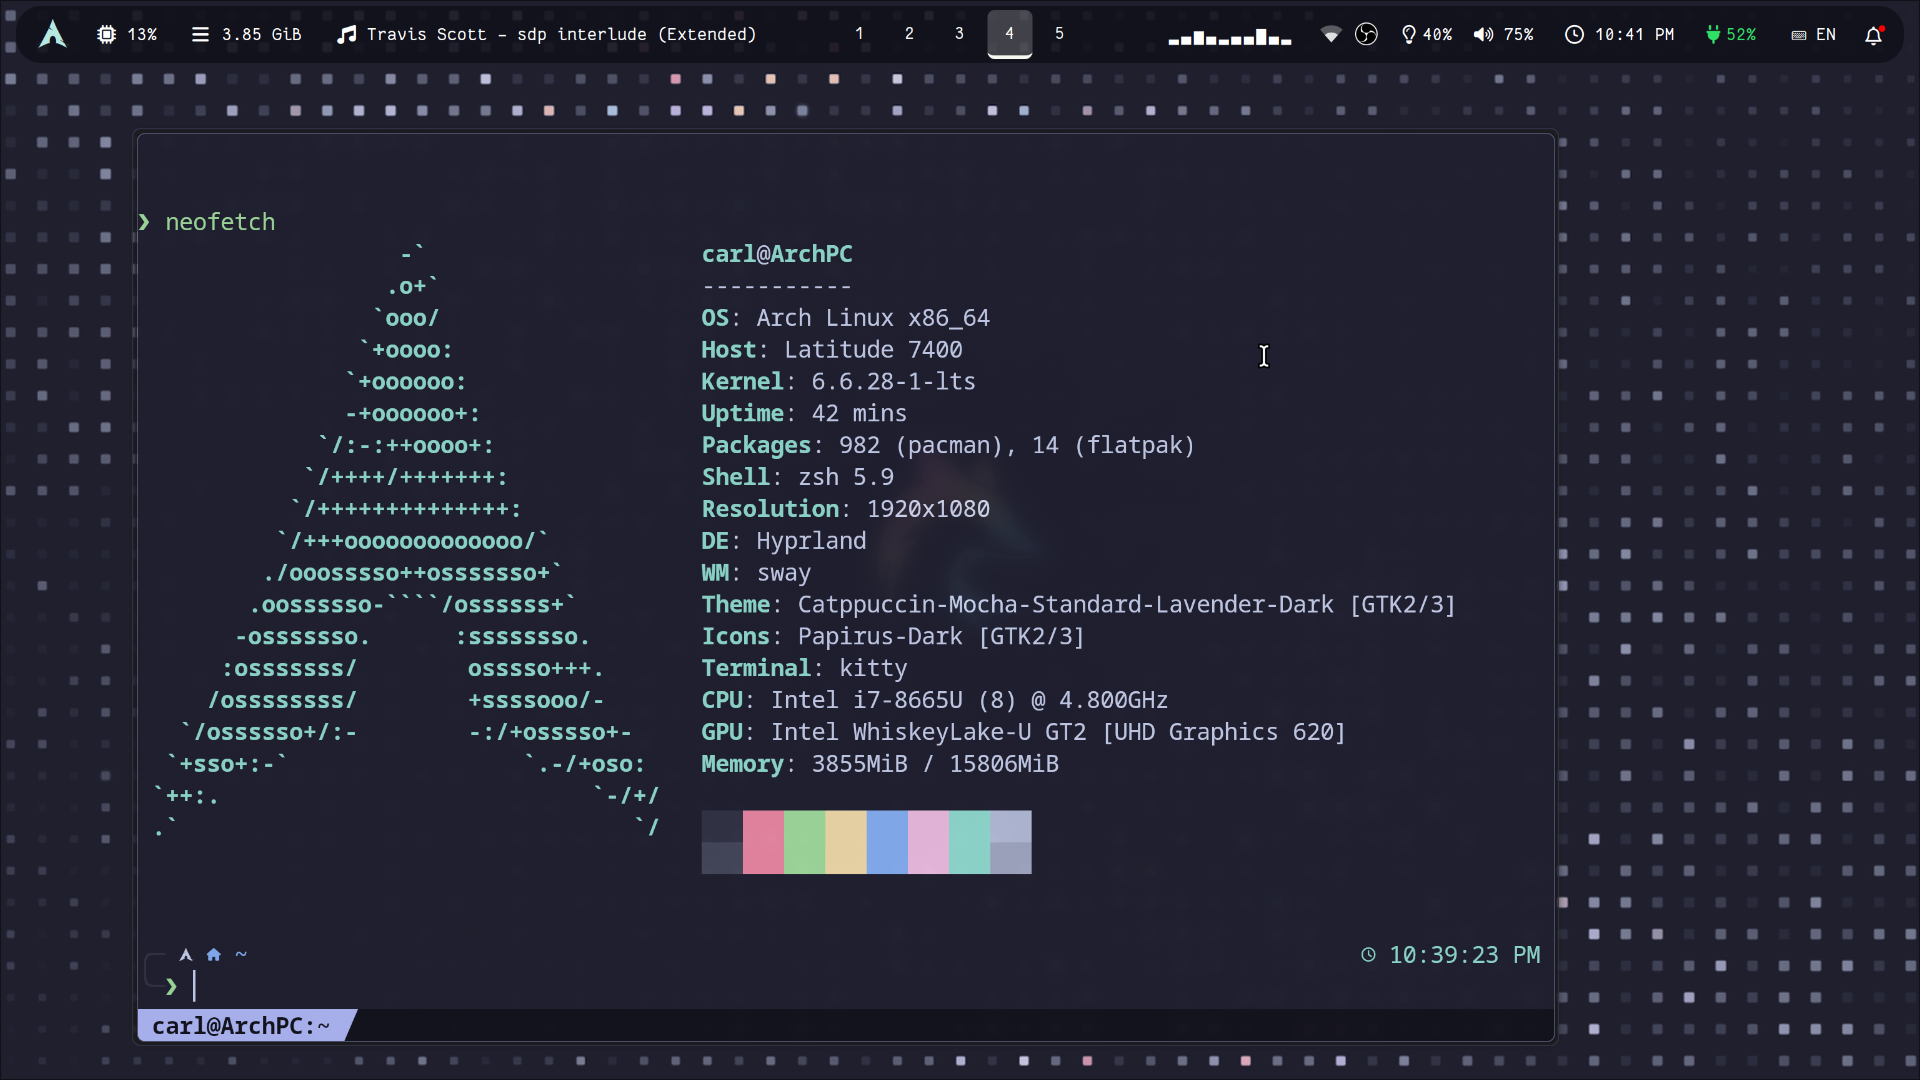 13% 3.85 GiB Travis Scott - sdp interlude (Extended) 1 2 3 4 5 40% 75% 10:41 PM 52% EN
❯ neofetch
-`
.o+`
`ooo/
`+oooo:
`+oooooo:
-+oooooo+:
`/:-:++oooo+:
`/++++/+++++++:
`/++++++++++++++:
`/+++ooooooooooooo/`
./ooosssso++osssssso+`
.oossssso-````/ossssss+`
-osssssso. :ssssssso.
:osssssss/ osssso+++.
/ossssssss/ +ssssooo/-
`/ossssso+/:- -:/+osssso+-
`+sso+:-` `.-/+oso:
`++:. `-/+/
.` `/
carl@ArchPC
-----------
OS: Arch Linux x86_64
Host: Latitude 7400
Kernel: 6.6.28-1-lts
Uptime: 42 mins
Packages: 982 (pacman), 14 (flatpak)
Shell: zsh 5.9
Resolution: 1920x1080
DE: Hyprland
WM: sway
Theme: Catppuccin-Mocha-Standard-Lavender-Dark [GTK2/3]
Icons: Papirus-Dark [GTK2/3]
Terminal: kitty
CPU: Intel i7-8665U (8) @ 4.800GHz
GPU: Intel WhiskeyLake-U GT2 [UHD Graphics 620]
Memory: 3855MiB / 15806MiB
~ 10:39:23 PM
❯
carl@ArchPC:~